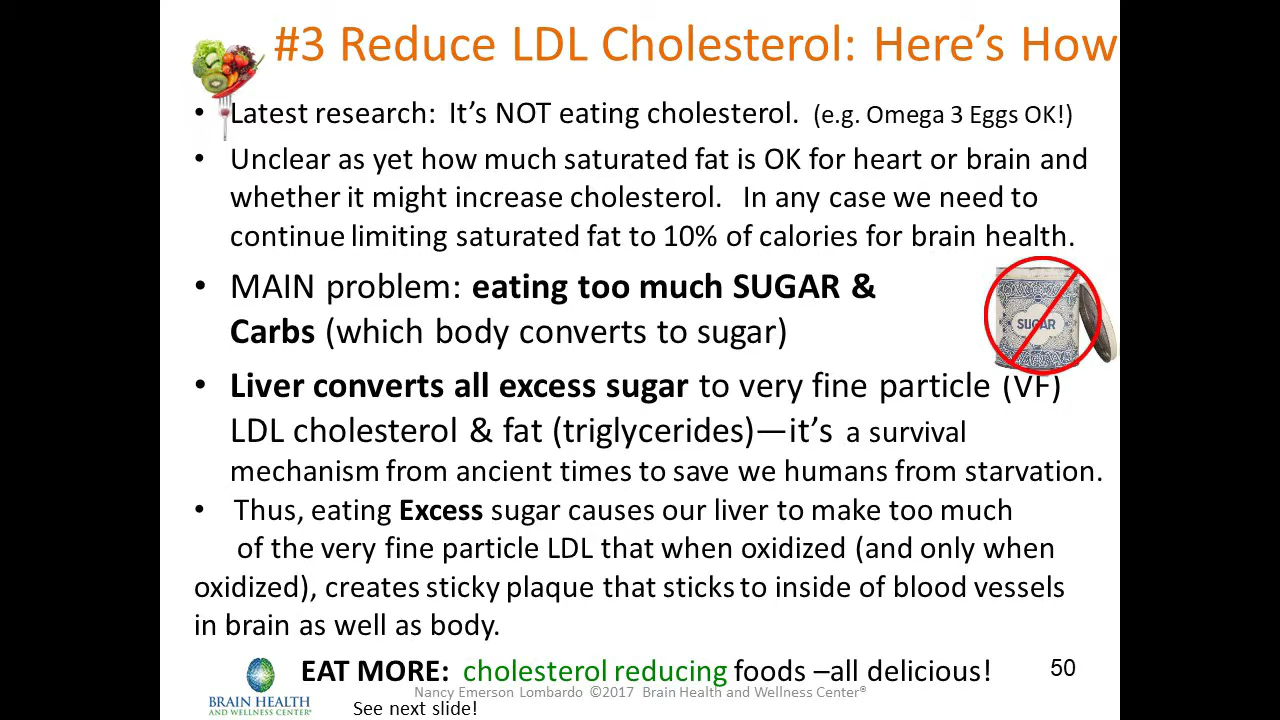 #3 Reduce LDL Cholesterol: Here's How
• Latest research: It's NOT eating cholesterol. (e.g. Omega 3 Eggs OK!)
• Unclear as yet how much saturated fat is OK for heart or brain and
whether it might increase cholesterol. In any case we need to
continue limiting saturated fat to 10% of calories for brain health.
• MAIN problem: eating too much SUGAR &
Carbs (which body converts to sugar)
SUGAR
• Liver converts all excess sugar to very fine particle (VF)
LDL cholesterol & fat (triglycerides)—it's a survival
mechanism from ancient times to save we humans from starvation.
• Thus, eating Excess sugar causes our liver to make too much
of the very fine particle LDL that when oxidized (and only when
oxidized), creates sticky plaque that sticks to inside of blood vessels
in brain as well as body.
EAT MORE: cholesterol reducing foods –all delicious!
50
Nancy Emerson Lombardo ©2017 Brain Health and Wellness Center®
BRAIN HEALTH
AND WELLNESS CENTER®
See next slide!